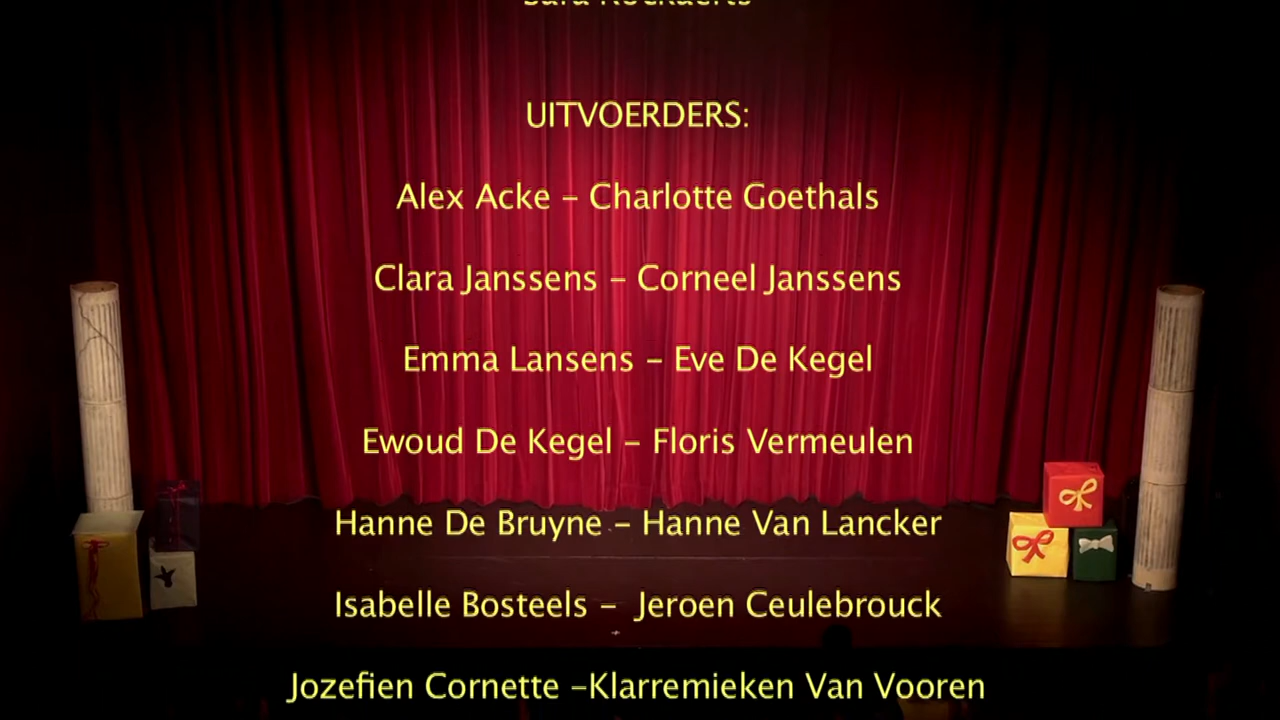 UITVOERDERS:
Alex Acke – Charlotte Goethals
Clara Janssens – Corneel Janssens
Emma Lansens – Eve De Kegel
Ewoud De Kegel – Floris Vermeulen
Hanne De Bruyne – Hanne Van Lancker
Isabelle Bosteels – Jeroen Ceulebrouck
Jozefien Cornette –Klarremieken Van Vooren